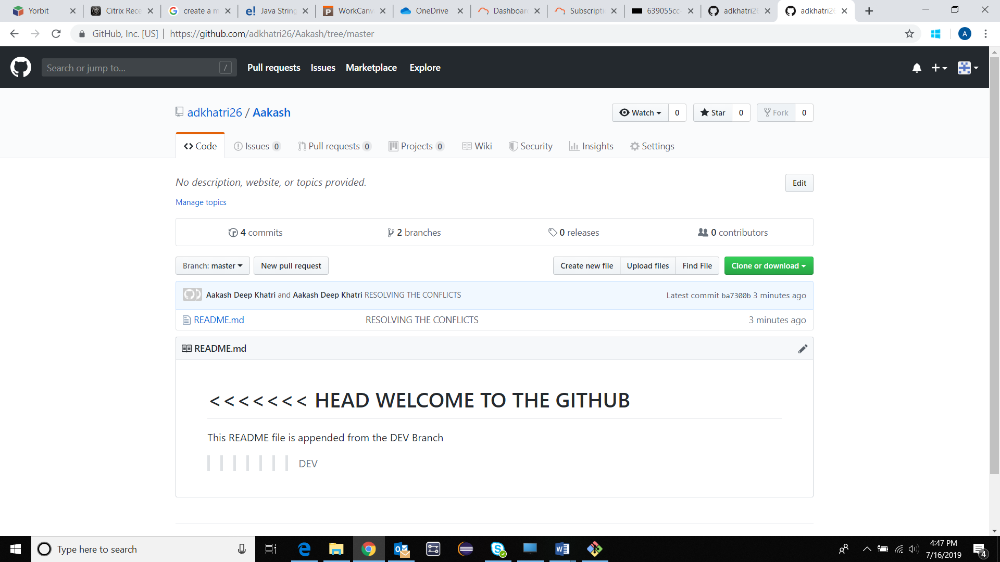 Yorbit
Citrix Rece
create a m
Java String
WorkCanv
OneDrive
Dashboard
Subscripti
639055cc-
adkhatri26
adkhatri26
GitHub, Inc. [US] | https://github.com/adkhatri26/Aakash/tree/master
A
Search or jump to... /
Pull requests Issues Marketplace Explore
adkhatri26 / Aakash
Watch 0 Star 0 Fork 0
Code Issues 0 Pull requests 0 Projects 0 Wiki Security Insights Settings
No description, website, or topics provided.
Edit
Manage topics
4 commits 2 branches 0 releases 0 contributors
Branch: master New pull request Create new file Upload files Find File Clone or download
Aakash Deep Khatri and Aakash Deep Khatri RESOLVING THE CONFLICTS Latest commit ba7300b 3 minutes ago
README.md RESOLVING THE CONFLICTS 3 minutes ago
README.md
<<<<<<< HEAD WELCOME TO THE GITHUB
This README file is appended from the DEV Branch
DEV
Type here to search
4:47 PM
7/16/2019
4